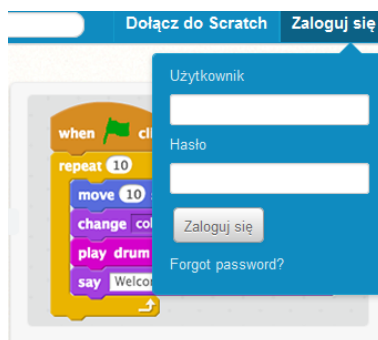 Dołącz do Scratch Zaloguj się
Użytkownik
Hasło
Zaloguj się
Forgot password?
when
repeat 10
move 10
change
play drum
say